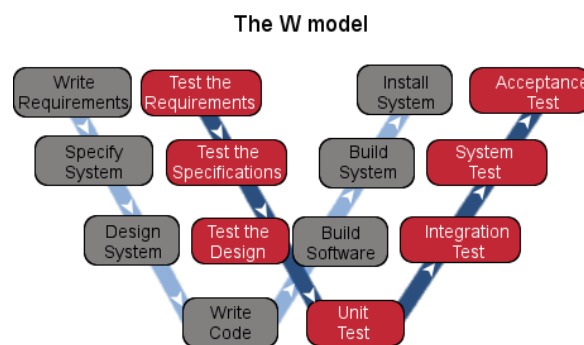 The W model
Write
Requirements
Test the
Requirements
Install
System
Acceptance
Test
Specify
System
Test the
Specifications
Build
System
System
Test
Design
System
Test the
Design
Build
Software
Integration
Test
Write
Code
Unit
Test